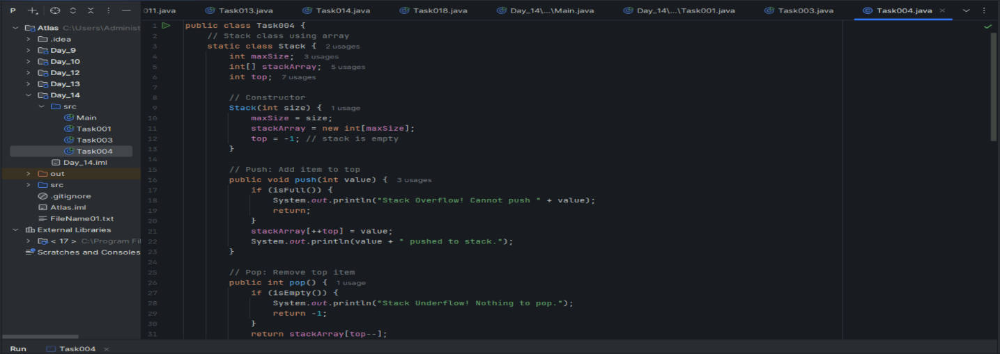 P
011.java Task013.java Task014.java Task018.java Day_14\...\Main.java Day_14\...\Task001.java Task003.java Task004.java
Atlas C:\Users\Administ
.idea
Day_9
Day_10
Day_12
Day_13
Day_14
src
Main
Task001
Task003
Task004
Day_14.iml
out
src
.gitignore
Atlas.iml
FileName01.txt
External Libraries
< 17 > C:\Program Fil
Scratches and Consoles
1 public class Task004 {
2 // Stack class using array
3 static class Stack { 2 usages
4 int maxSize; 3 usages
5 int[] stackArray; 5 usages
6 int top; 7 usages
7
8 // Constructor
9 Stack(int size) { 1 usage
10 maxSize = size;
11 stackArray = new int[maxSize];
12 top = -1; // stack is empty
13 }
14
15 // Push: Add item to top
16 public void push(int value) { 3 usages
17 if (isFull()) {
18 System.out.println("Stack Overflow! Cannot push " + value);
19 return;
20 }
21 stackArray[++top] = value;
22 System.out.println(value + " pushed to stack.");
23 }
24
25 // Pop: Remove top item
26 public int pop() { 1 usage
27 if (isEmpty()) {
28 System.out.println("Stack Underflow! Nothing to pop.");
29 return -1;
30 }
31 return stackArray[top--];
Run Task004